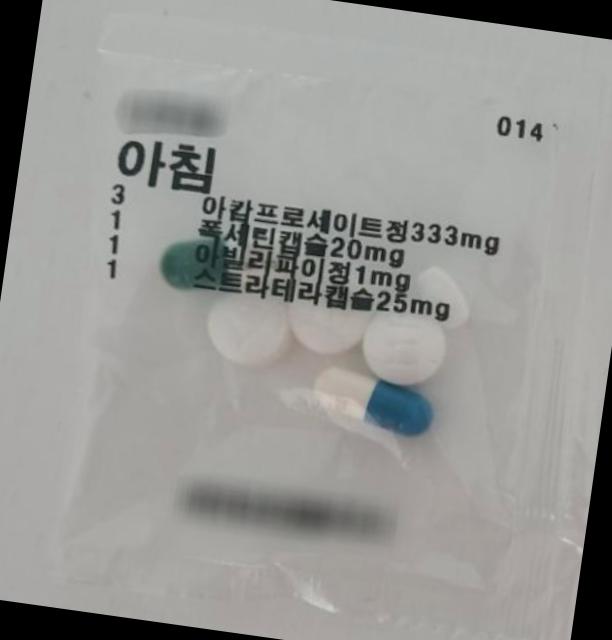 014
아침
3 아캄프로세이트정333mg
1 폭세틴캡슐20mg
1 아빌리파이정1mg
1 스트라테라캡슐25mg